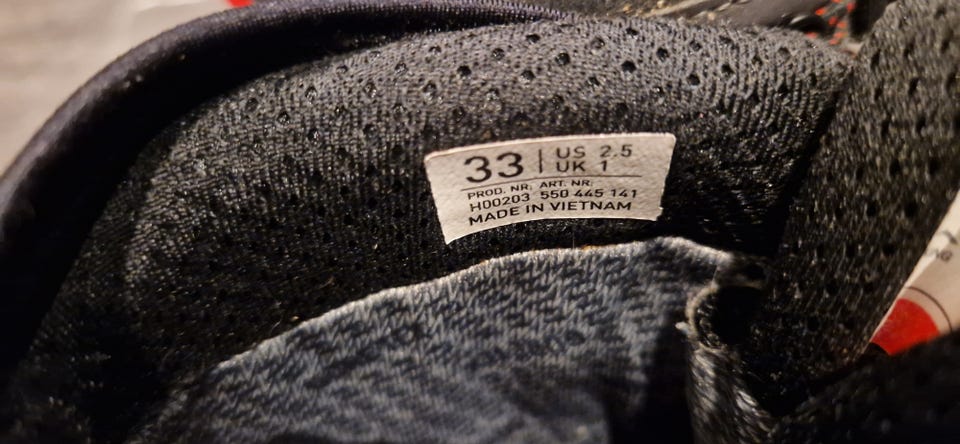 33 | US 2.5
UK 1
PROD. NR: ART. NR:
H00203 550 445 141
MADE IN VIETNAM